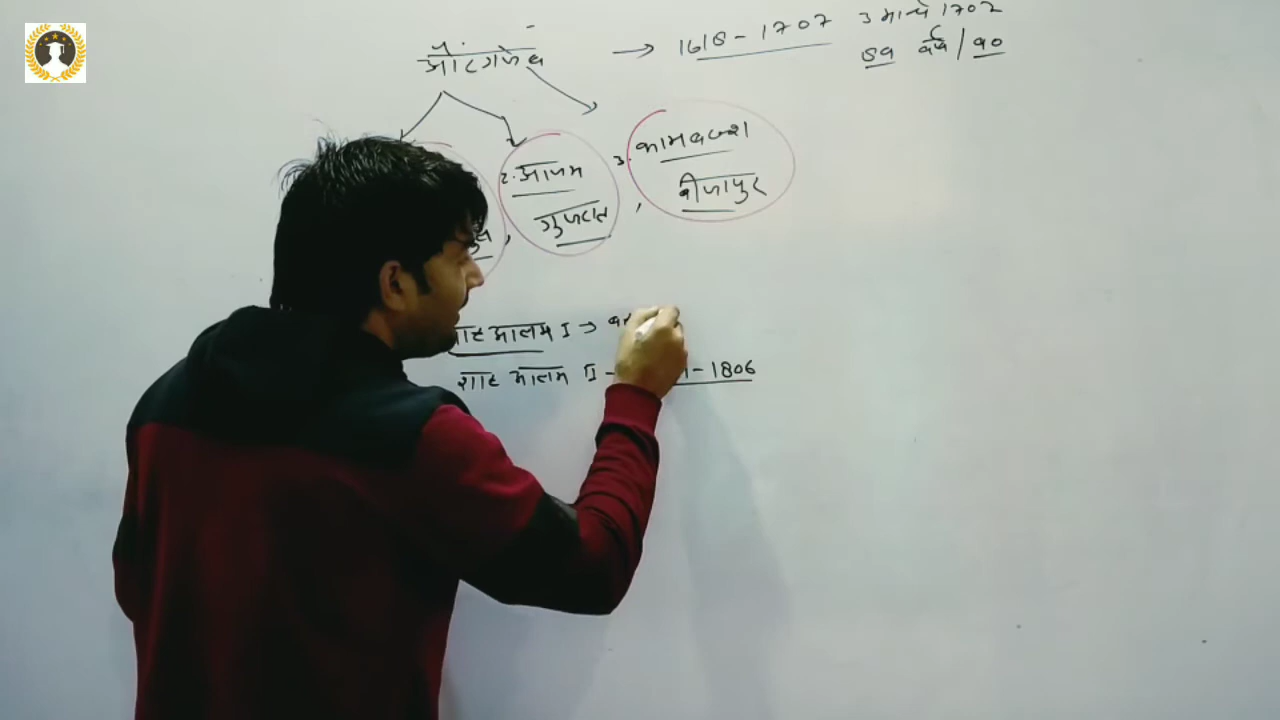 औरंगजेब → 1618 - 1707 3 मार्च 1707
89 वर्ष / 90
2. आजम 3. कामबख्श
गुजरात , बीजापुर
शाह आलम I →
शाह आलम II - 1806